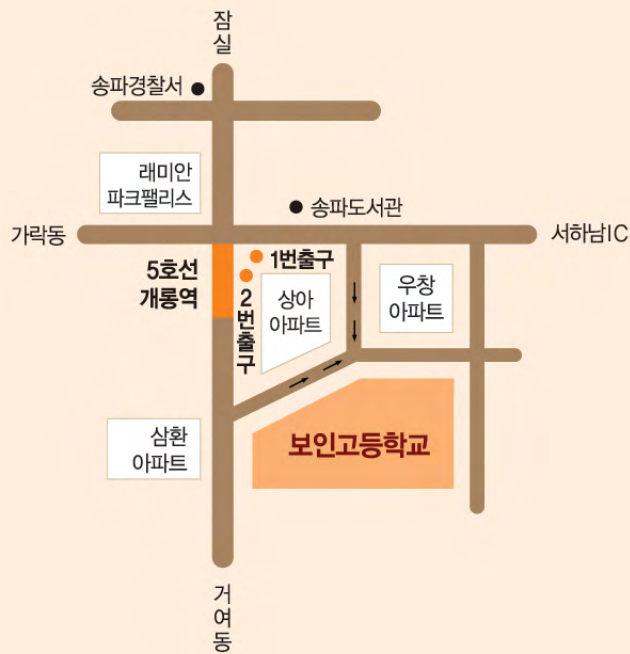 잠실
송파경찰서
래미안
파크팰리스
송파도서관
가락동
서하남IC
5호선
개롱역
1번출구
2번출구
상아
아파트
우창
아파트
삼환
아파트
보인고등학교
거여동